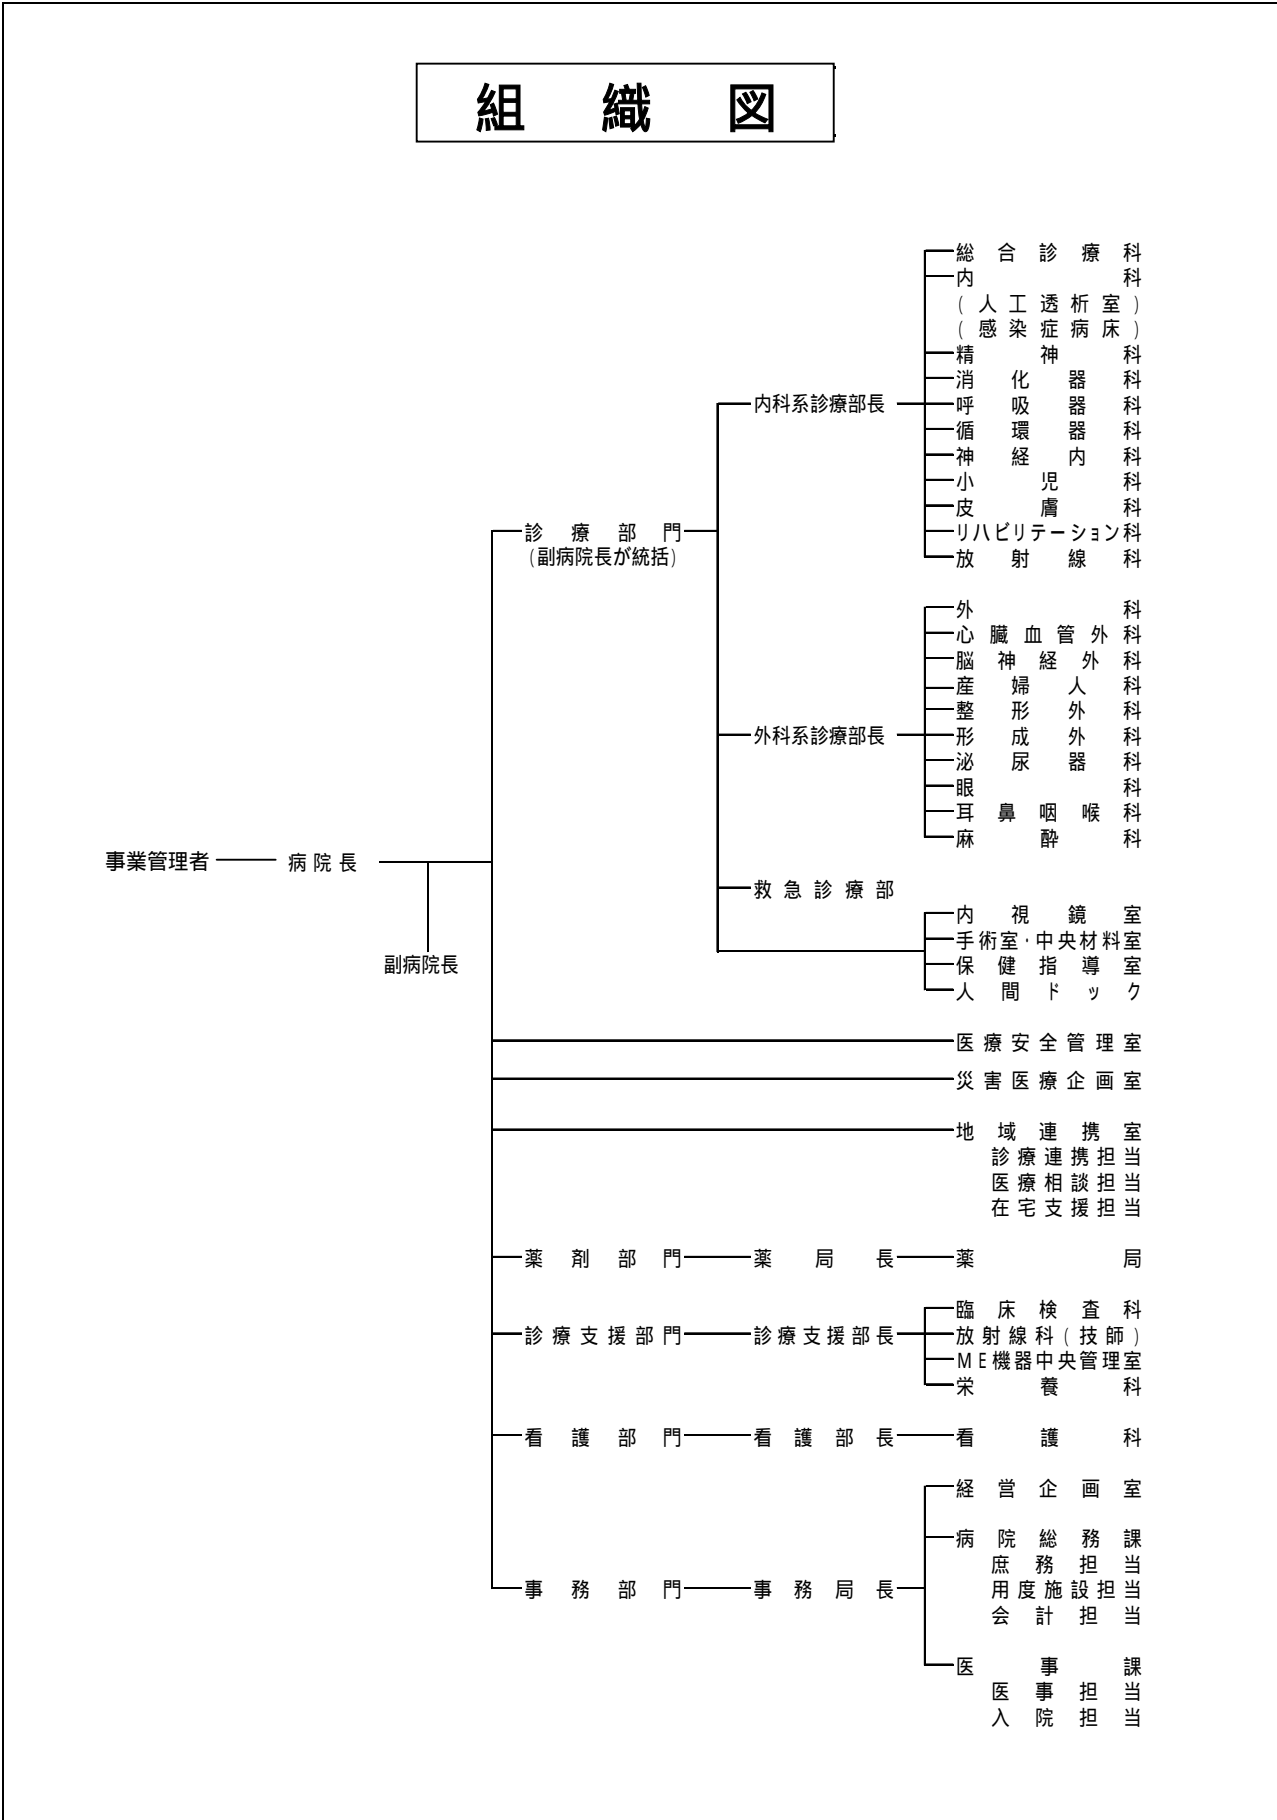 組織図
総合診療科
内科
(人工透析室)
(感染症病床)
精神科
消化器科
内科系診療部長
呼吸器科
循環器科
神経内科
小児科
皮膚科
診療部門
リハビリテーション科
(副病院長が統括)
放射線科
外科
心臓血管外科
脳神経外科
産婦人科
整形外科
外科系診療部長
形成外科
泌尿器科
眼科
耳鼻咽喉科
麻酔科
事業管理者
病院長
救急診療部
内視鏡室
手術室・中央材料室
副病院長
保健指導室
人間ドック
医療安全管理室
災害医療企画室
地域連携室
診療連携担当
医療相談担当
在宅支援担当
薬剤部門
薬局長
薬局
臨床検査科
診療支援部門
診療支援部長
放射線科(技師)
ME機器中央管理室
栄養科
看護部門
看護部長
看護科
経営企画室
病院総務課
庶務担当
事務部門
事務局長
用度施設担当
会計担当
医事課
医事担当
入院担当